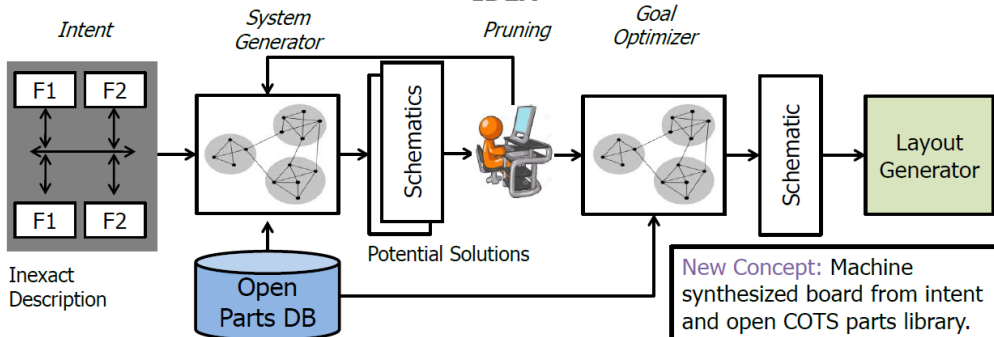 Intent
System
Generator
Pruning
Goal
Optimizer
F1 F2
F1 F2
Schematics
Schematic
Layout
Generator
Potential Solutions
Inexact
Description
Open
Parts DB
New Concept: Machine
synthesized board from intent
and open COTS parts library.